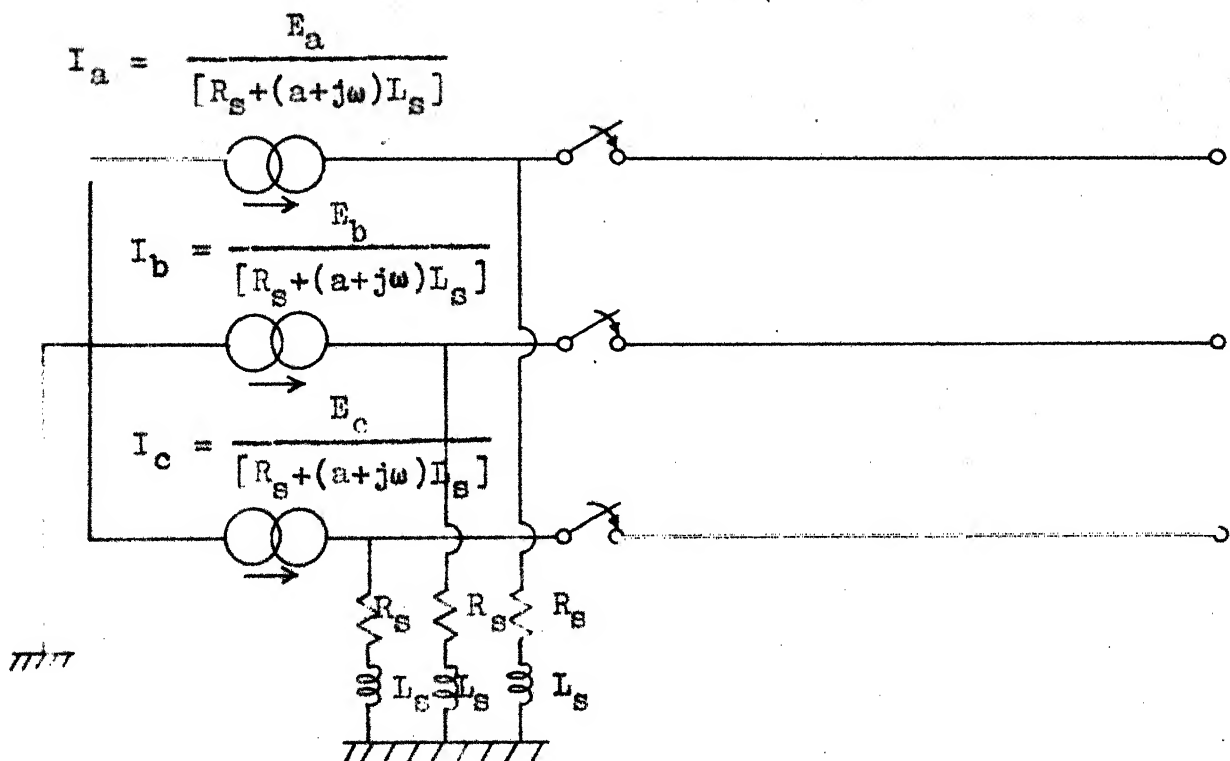 I_a = E_a / [R_s+(a+jω)L_s]
I_b = E_b / [R_s+(a+jω)L_s]
I_c = E_c / [R_s+(a+jω)L_s]
R_s R_s R_s
L_s L_s L_s